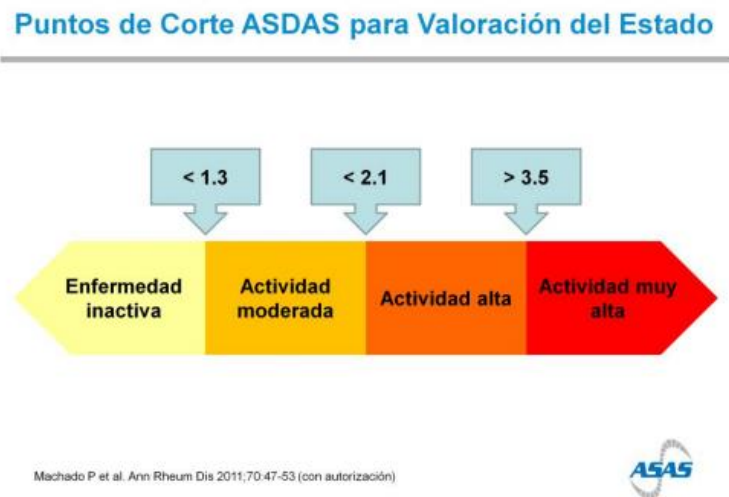 Puntos de Corte ASDAS para Valoración del Estado
< 1.3
< 2.1
> 3.5
Enfermedad
inactiva
Actividad
moderada
Actividad alta
Actividad muy
alta
Machado P et al. Ann Rheum Dis 2011;70:47-53 (con autorización)
ASAS